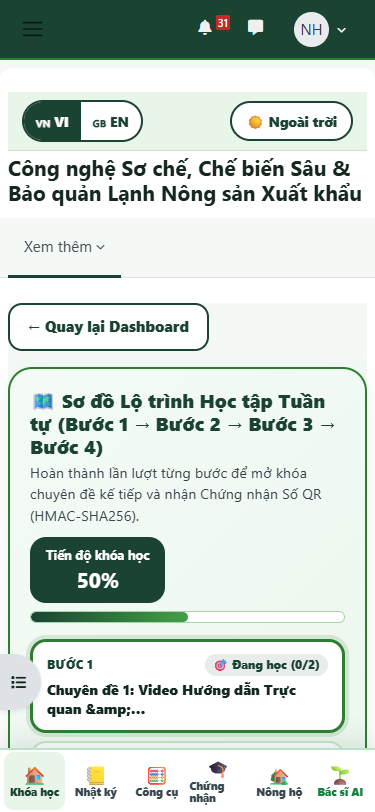 31
NH
VN VI
GB EN
Ngoài trời
Công nghệ Sơ chế, Chế biến Sâu &
Bảo quản Lạnh Nông sản Xuất khẩu
Xem thêm
← Quay lại Dashboard
Sơ đồ Lộ trình Học tập Tuần
tự (Bước 1 → Bước 2 → Bước 3 →
Bước 4)
Hoàn thành lần lượt từng bước để mở khóa
chuyên đề kế tiếp và nhận Chứng nhận Số QR
(HMAC-SHA256).
Tiến độ khóa học
50%
BƯỚC 1
Đang học (0/2)
Chuyên đề 1: Video Hướng dẫn Trực
quan &amp;...
Khóa học
Nhật ký
Công cụ
Chứng
nhận
Nông hộ
Bác sĩ AI